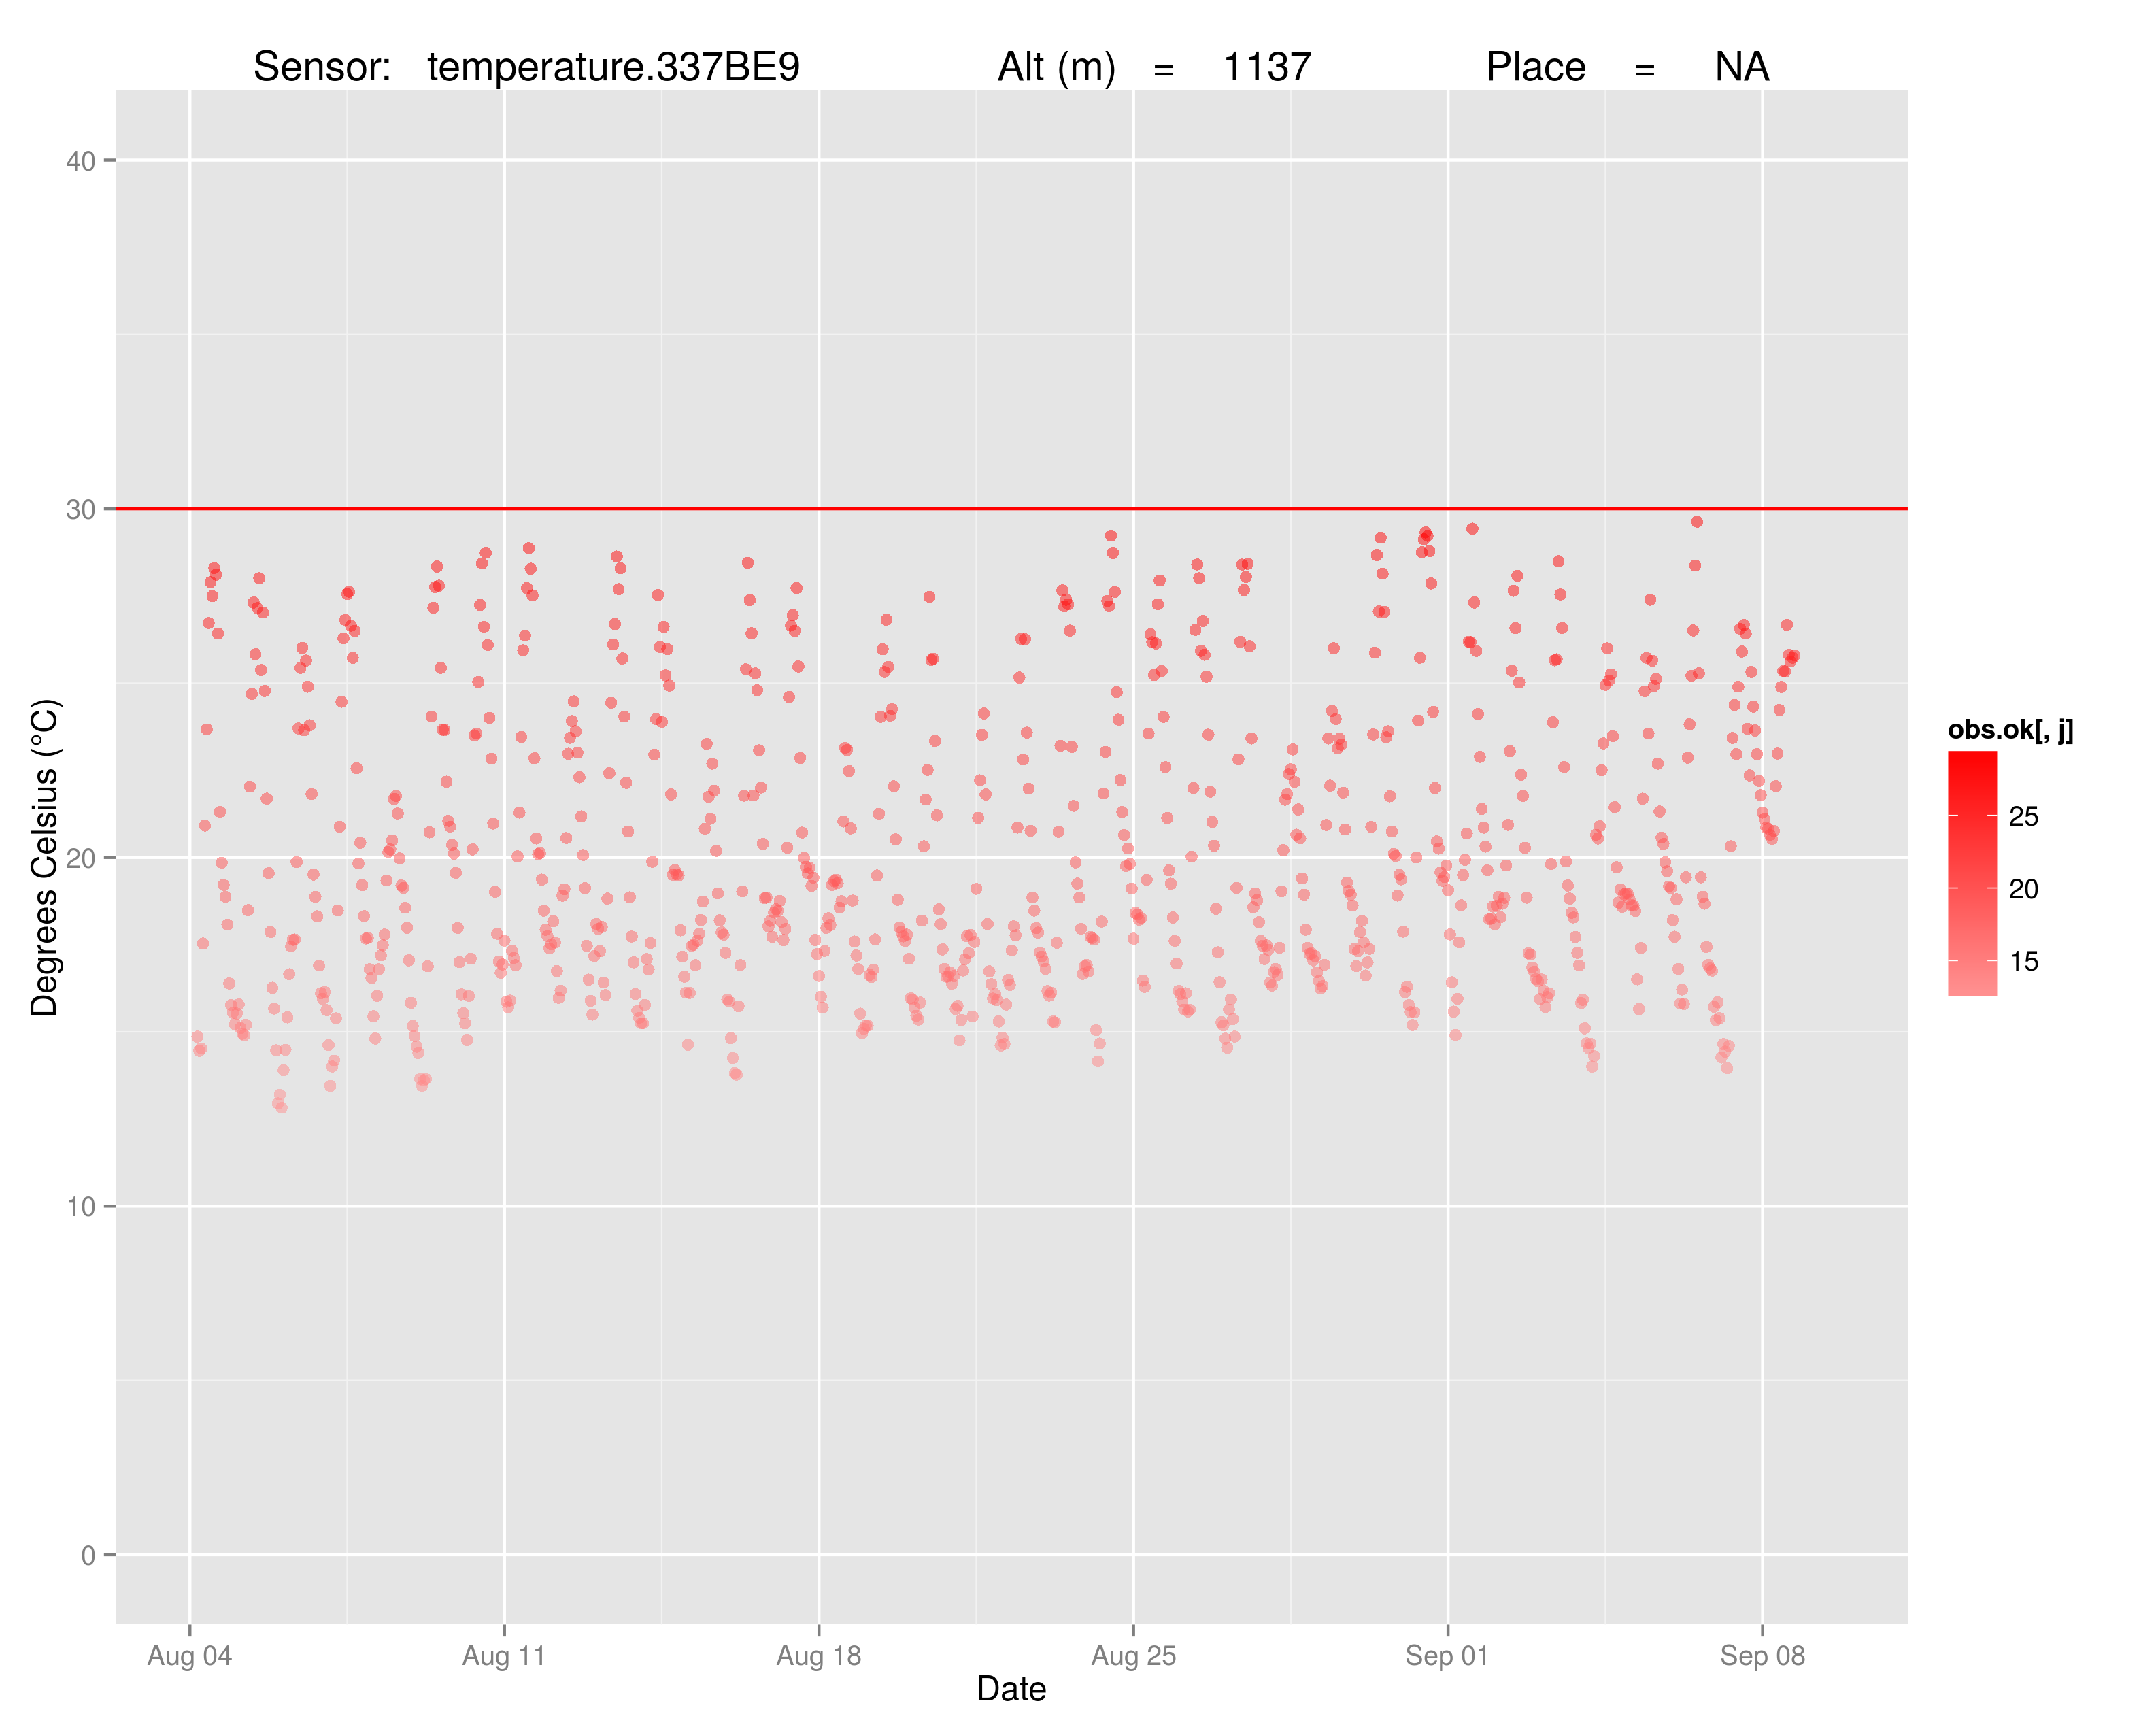 Sensor: temperature.337BE9 Alt (m) = 1137 Place = NA
40
30
20
10
0
Degrees Celsius (°C)
Aug 04 Aug 11 Aug 18 Aug 25 Sep 01 Sep 08
Date
obs.ok[, j]
25
20
15